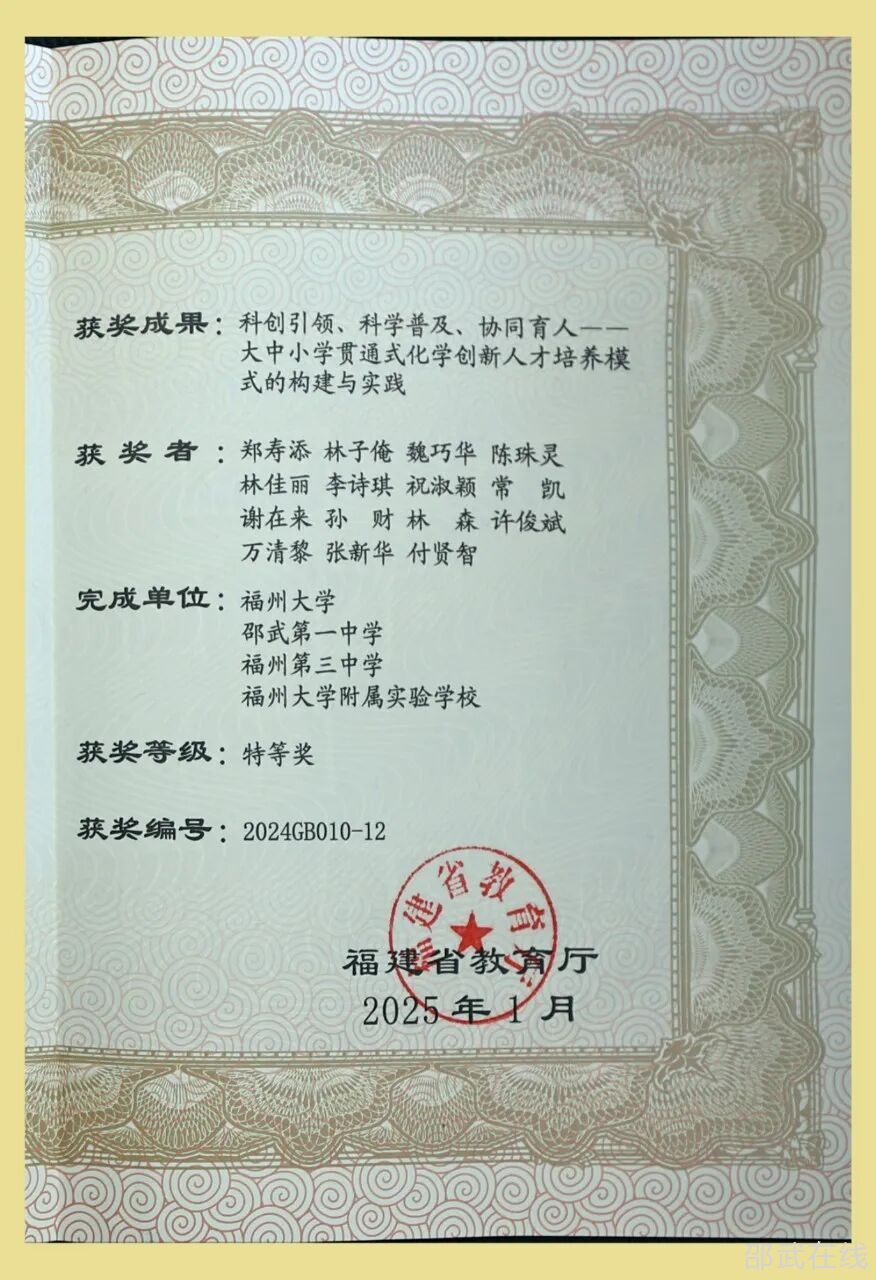 获奖成果：科创引领、科学普及、协同育人——
大中小学贯通式化学创新人才培养模
式的构建与实践
获奖者：郑寿添 林子俺 魏巧华 陈珠灵
林佳丽 李诗琪 祝淑颖 常 凯
谢在来 孙 财 林 森 许俊斌
万清黎 张新华 付贤智
完成单位：福州大学
邵武第一中学
福州第三中学
福州大学附属实验学校
获奖等级：特等奖
获奖编号：2024GB010-12
福建省教育厅
福建省教育厅
2025年1月
邵武在线